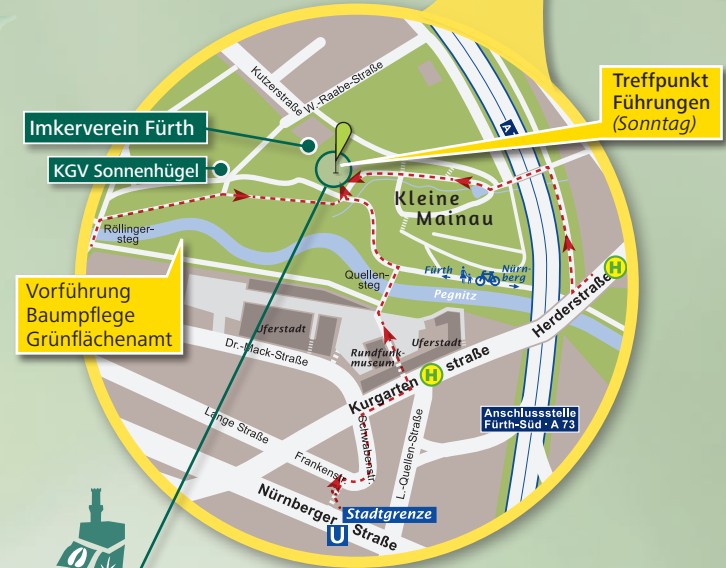 Kutzerstraße
W.-Raabe-Straße
Treffpunkt
Führungen
(Sonntag)
Imkerverein Fürth
KGV Sonnenhügel
A
Kleine
Mainau
Röllinger-
steg
Vorführung
Baumpflege
Grünflächenamt
Quellen-
steg
Fürth
Nürn-
berg
Pegnitz
Herderstraße
H
Uferstadt
Dr.-Mack-Straße
Rundfunk-
museum
Uferstadt
Kurgarten
H
straße
Anschlussstelle
Fürth-Süd · A 73
Lange Straße
Schwabenstr.
L.-Quellen-Straße
Frankenstr.
Nürnberger
Straße
Stadtgrenze
U